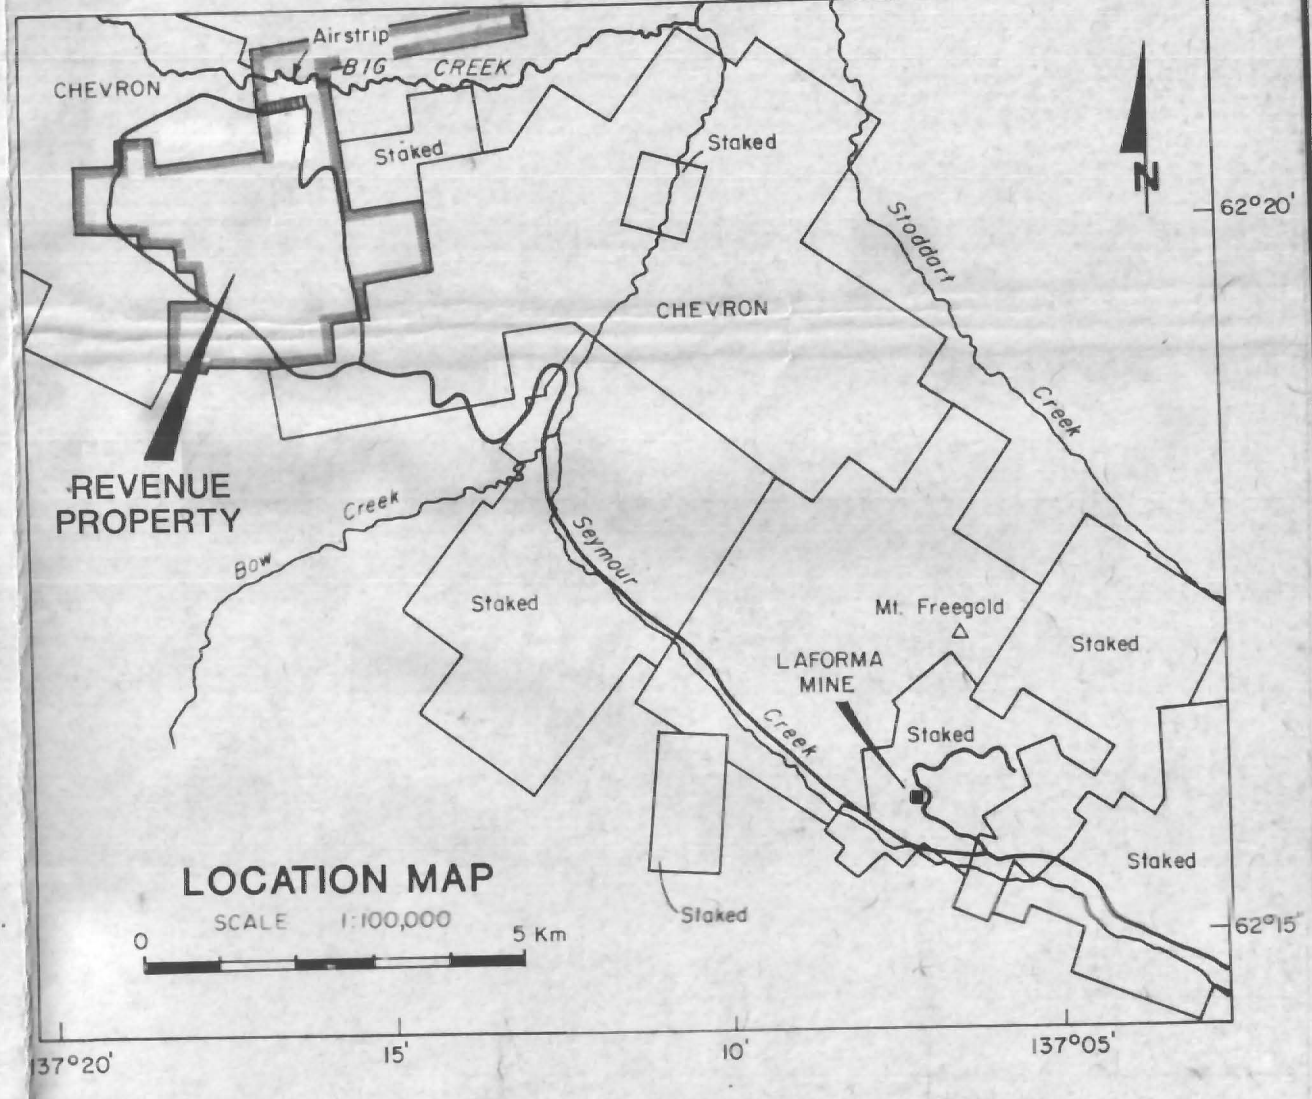 Airstrip
BIG CREEK
CHEVRON
Staked
Staked
N
62°20'
Stoddart
Creek
CHEVRON
REVENUE
PROPERTY
Bow Creek
Seymour
Creek
Staked
Mt. Freegold
Staked
LAFORMA
MINE
Staked
Staked
Staked
LOCATION MAP
SCALE 1:100,000
0 5 Km
62°15'
137°20' 15' 10' 137°05'